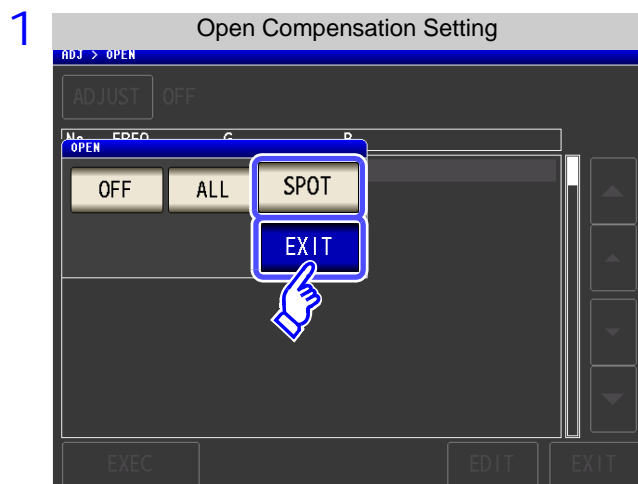 1
Open Compensation Setting
ADJ > OPEN
ADJUST OFF
No. FREQ G B
OPEN
OFF ALL SPOT
EXIT
EXEC EDIT EXIT